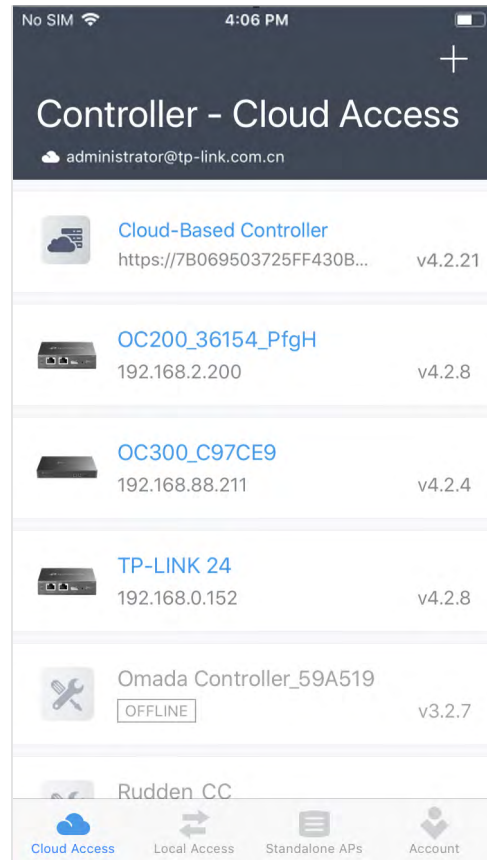 No SIM 4:06 PM
Controller - Cloud Access
administrator@tp-link.com.cn
Cloud-Based Controller
https://7B069503725FF430B... v4.2.21
OC200_36154_PfgH
192.168.2.200 v4.2.8
OC300_C97CE9
192.168.88.211 v4.2.4
TP-LINK 24
192.168.0.152 v4.2.8
Omada Controller_59A519
OFFLINE v3.2.7
Rudden_CC
Cloud Access Local Access Standalone APs Account